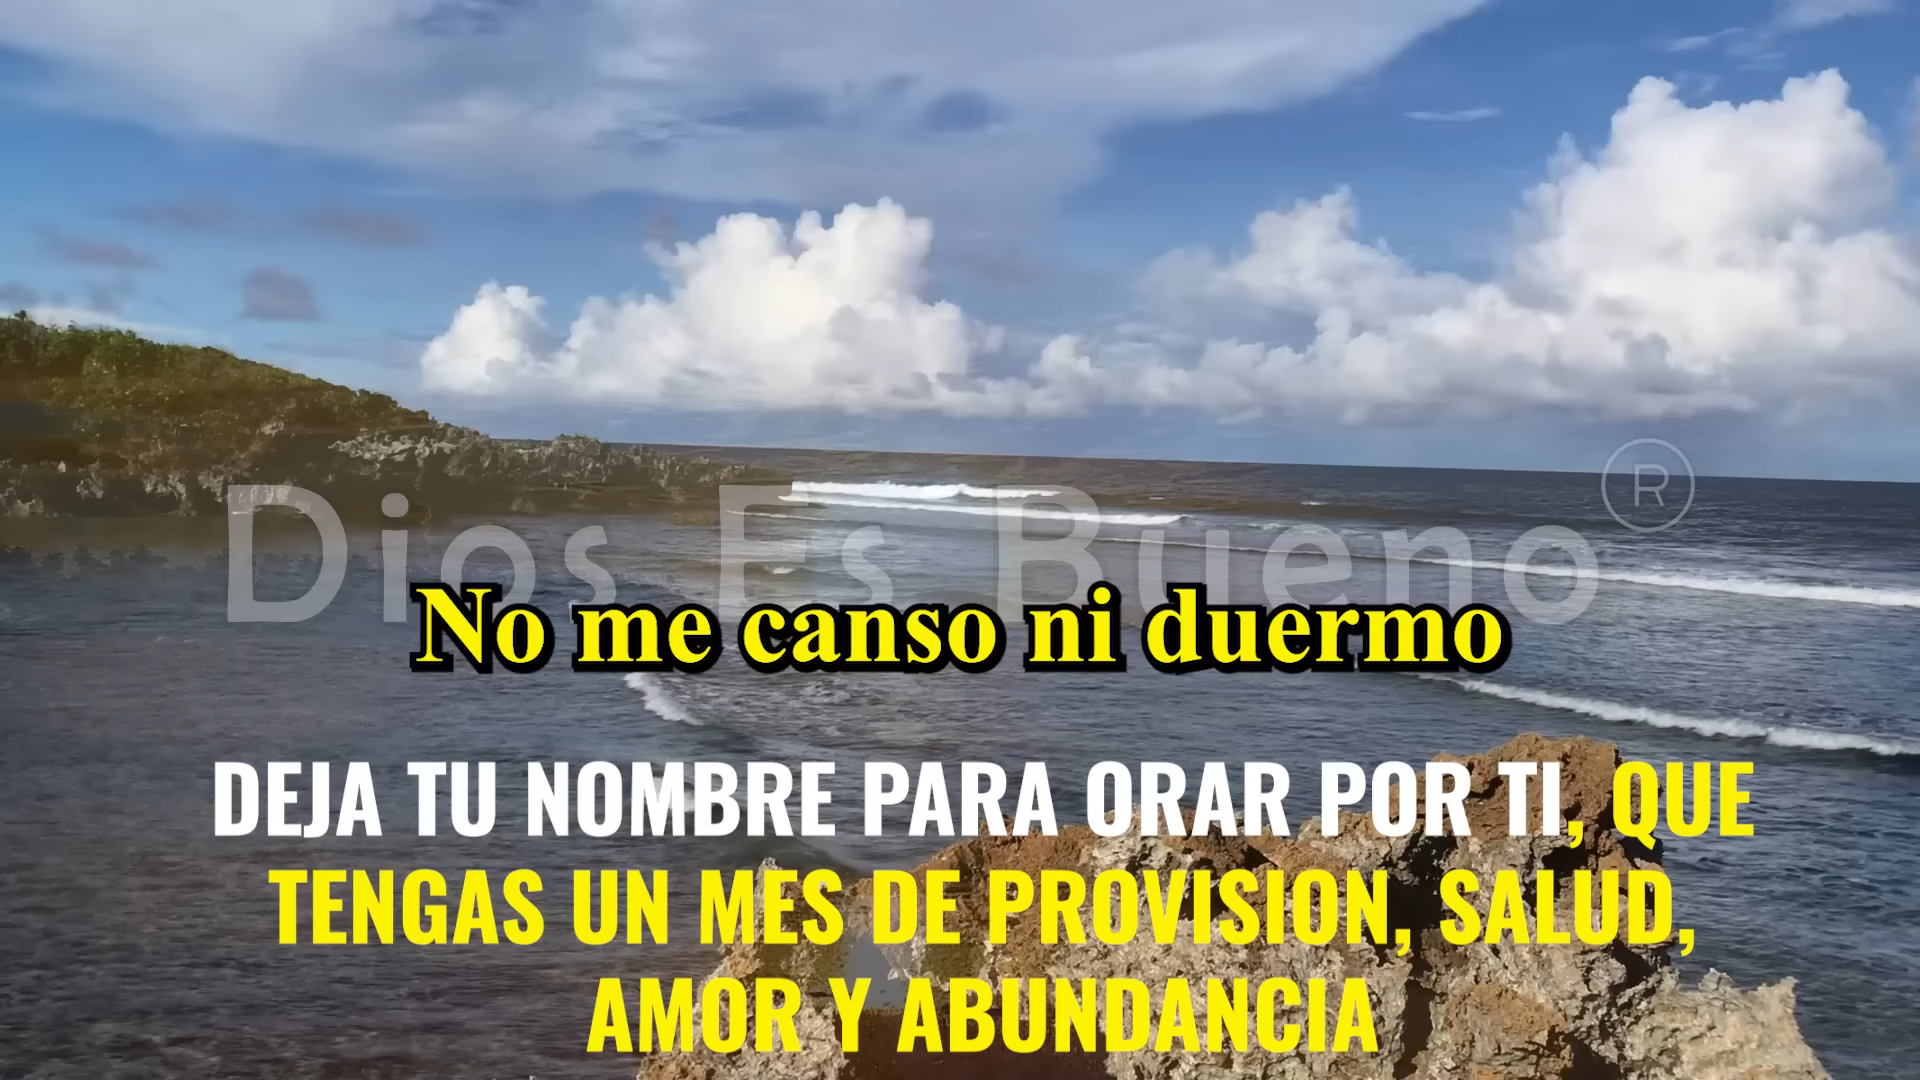 Dios Es Bueno®
No me canso ni duermo
DEJA TU NOMBRE PARA ORAR POR TI, QUE
TENGAS UN MES DE PROVISION, SALUD,
AMOR Y ABUNDANCIA